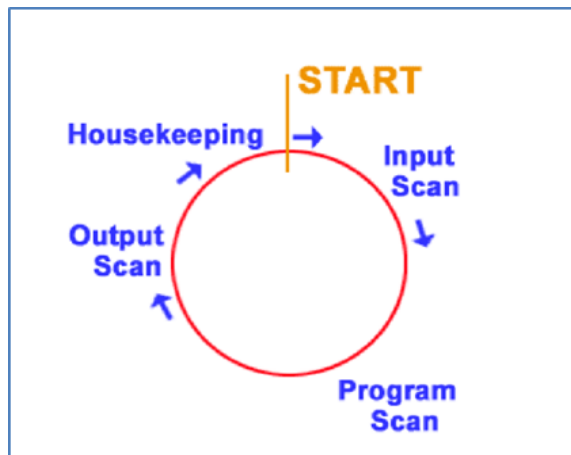 START
Housekeeping
Input
Scan
Output
Scan
Program
Scan